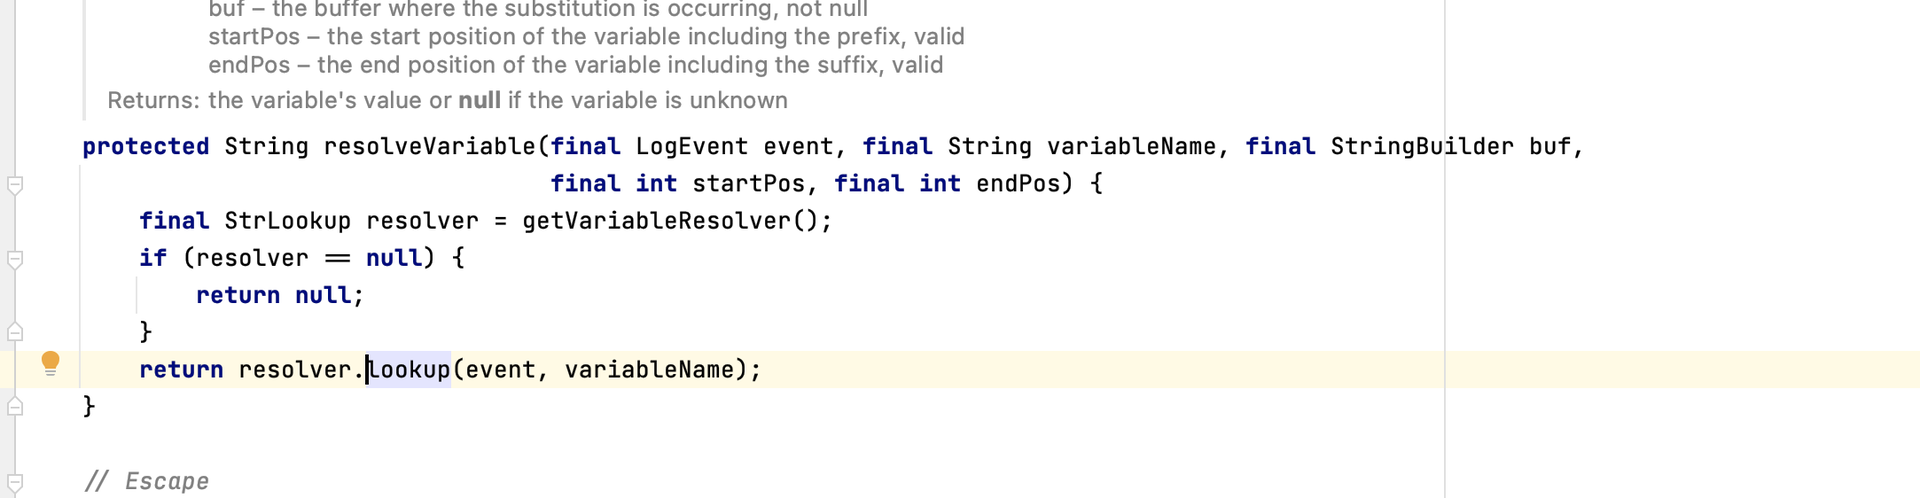 buf – the buffer where the substitution is occurring, not null
startPos – the start position of the variable including the prefix, valid
endPos – the end position of the variable including the suffix, valid
Returns: the variable's value or null if the variable is unknown
protected String resolveVariable(final LogEvent event, final String variableName, final StringBuilder buf,
final int startPos, final int endPos) {
final StrLookup resolver = getVariableResolver();
if (resolver == null) {
return null;
}
return resolver.lookup(event, variableName);
}
// Escape